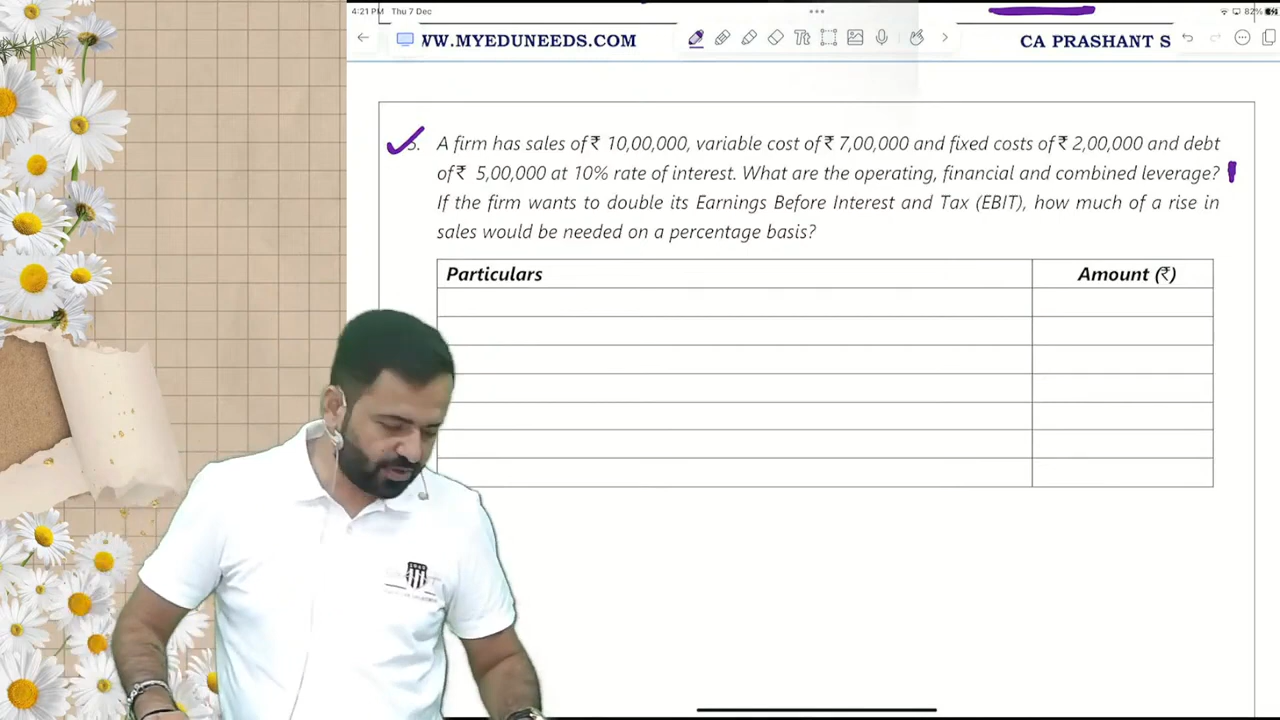 4:21 PM Thu 7 Dec
82%
WW.MYEDUNEEDS.COM
Tt
CA PRASHANT S
A firm has sales of ₹ 10,00,000, variable cost of ₹ 7,00,000 and fixed costs of ₹ 2,00,000 and debt
of ₹ 5,00,000 at 10% rate of interest. What are the operating, financial and combined leverage?
If the firm wants to double its Earnings Before Interest and Tax (EBIT), how much of a rise in
sales would be needed on a percentage basis?
Particulars Amount (₹)